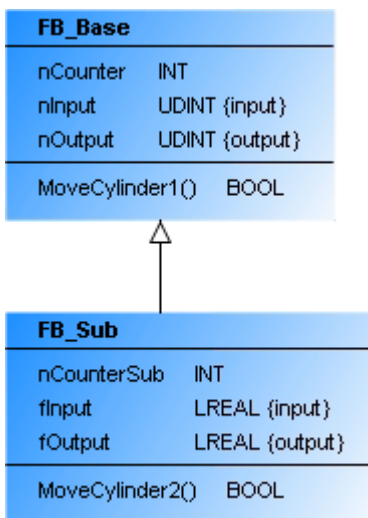 FB_Base
nCounter INT
nInput UDINT {input}
nOutput UDINT {output}
MoveCylinder1() BOOL
FB_Sub
nCounterSub INT
fInput LREAL {input}
fOutput LREAL {output}
MoveCylinder2() BOOL